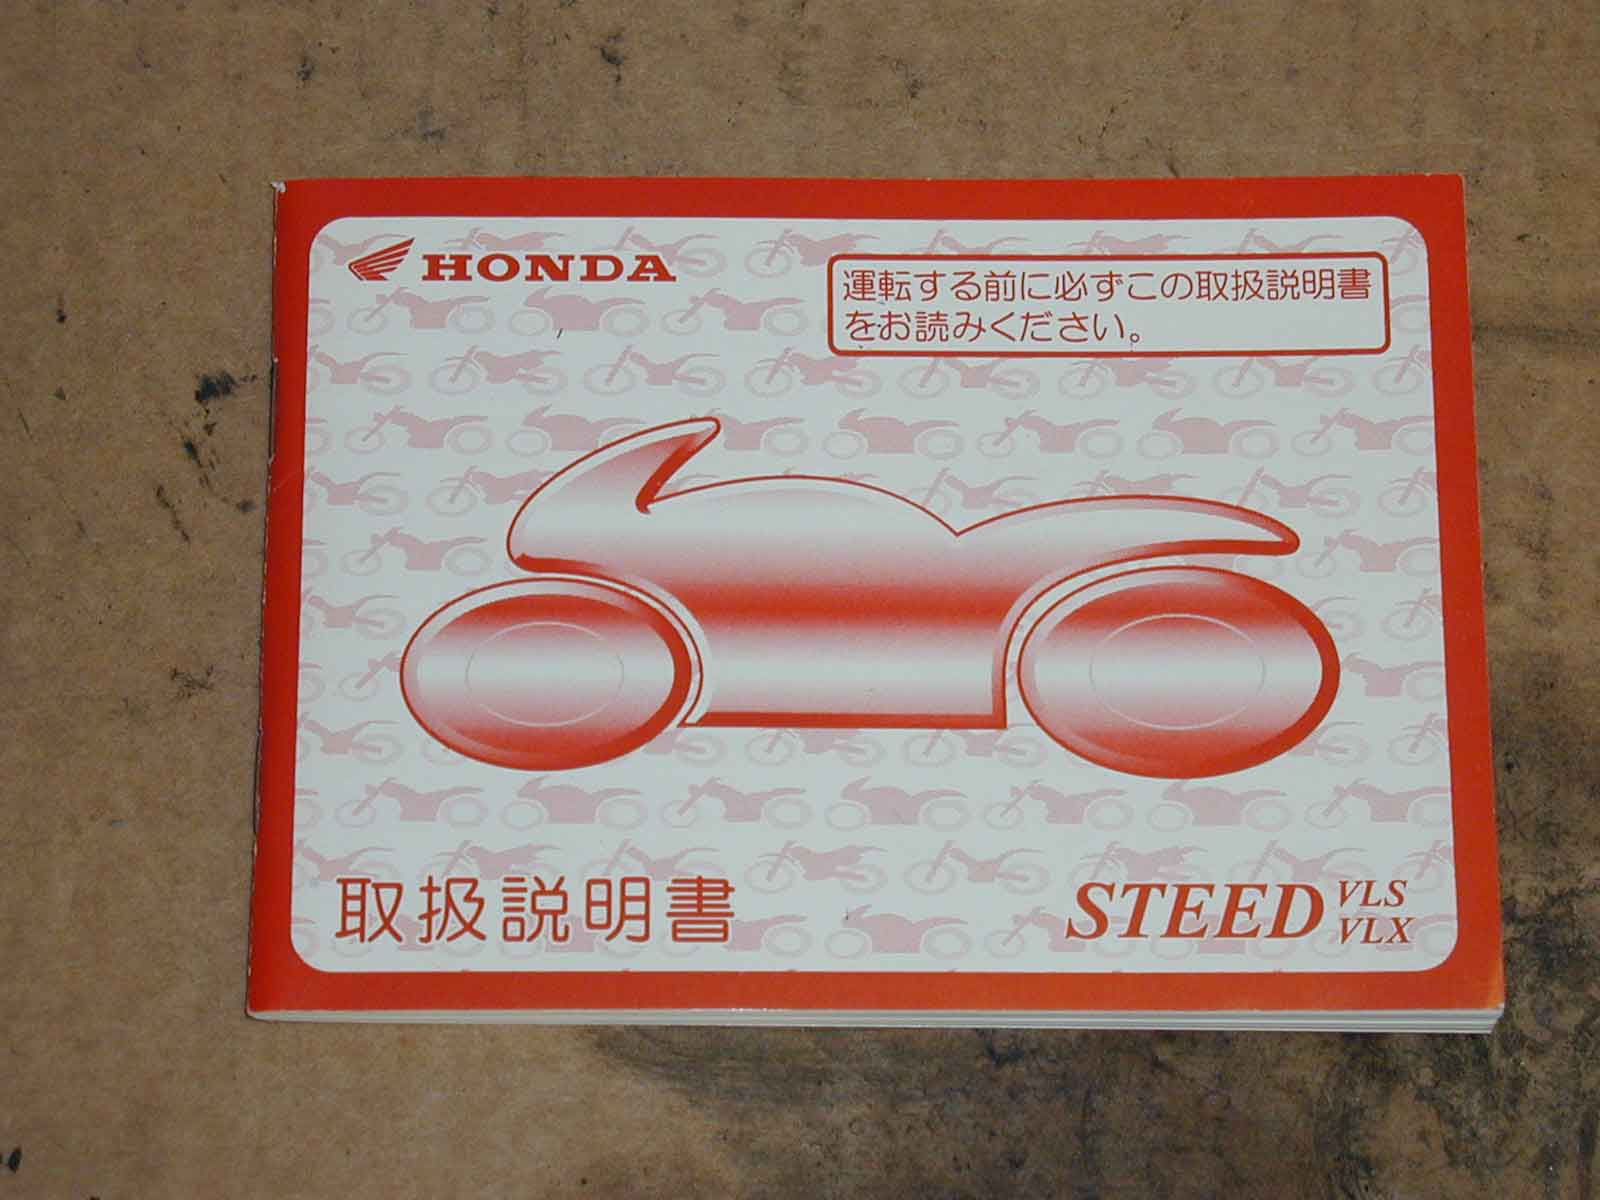 HONDA
運転する前に必ずこの取扱説明書
をお読みください。
取扱説明書
STEED VLS
VLX